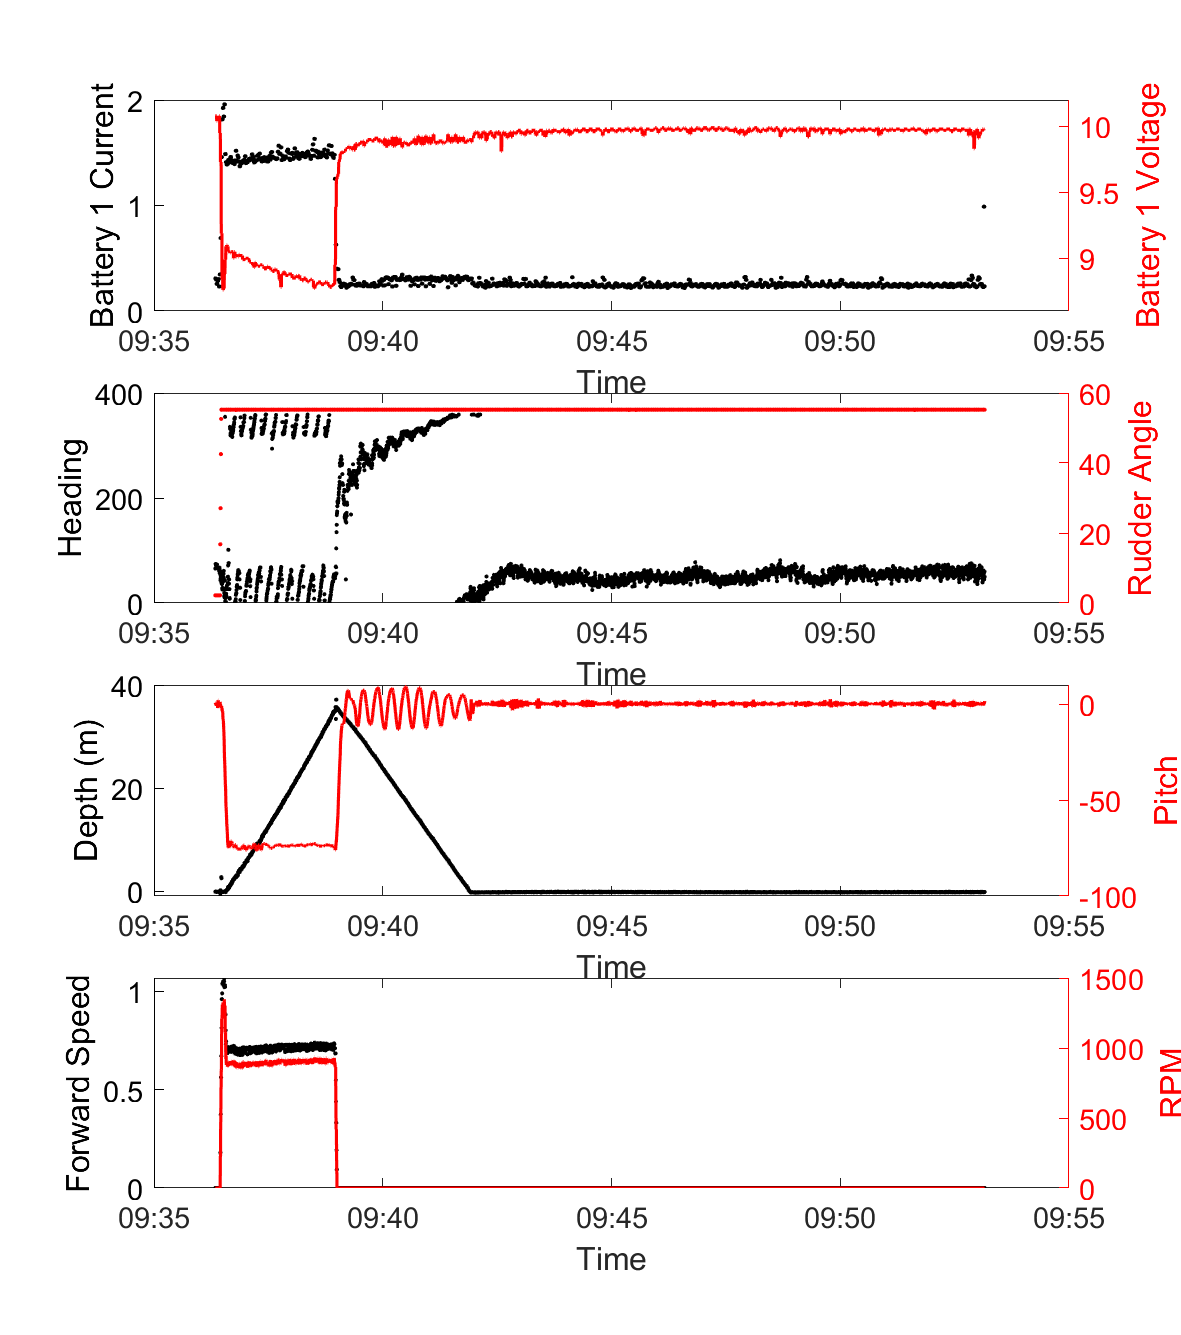 2
1
0
Battery 1 Current
10
9.5
9
Battery 1 Voltage
09:35 09:40 09:45 09:50 09:55
Time
400
200
0
Heading
60
40
20
0
Rudder Angle
09:35 09:40 09:45 09:50 09:55
Time
40
20
0
Depth (m)
0
-50
-100
Pitch
09:35 09:40 09:45 09:50 09:55
Time
1
0.5
0
Forward Speed
1500
1000
500
0
RPM
09:35 09:40 09:45 09:50 09:55
Time